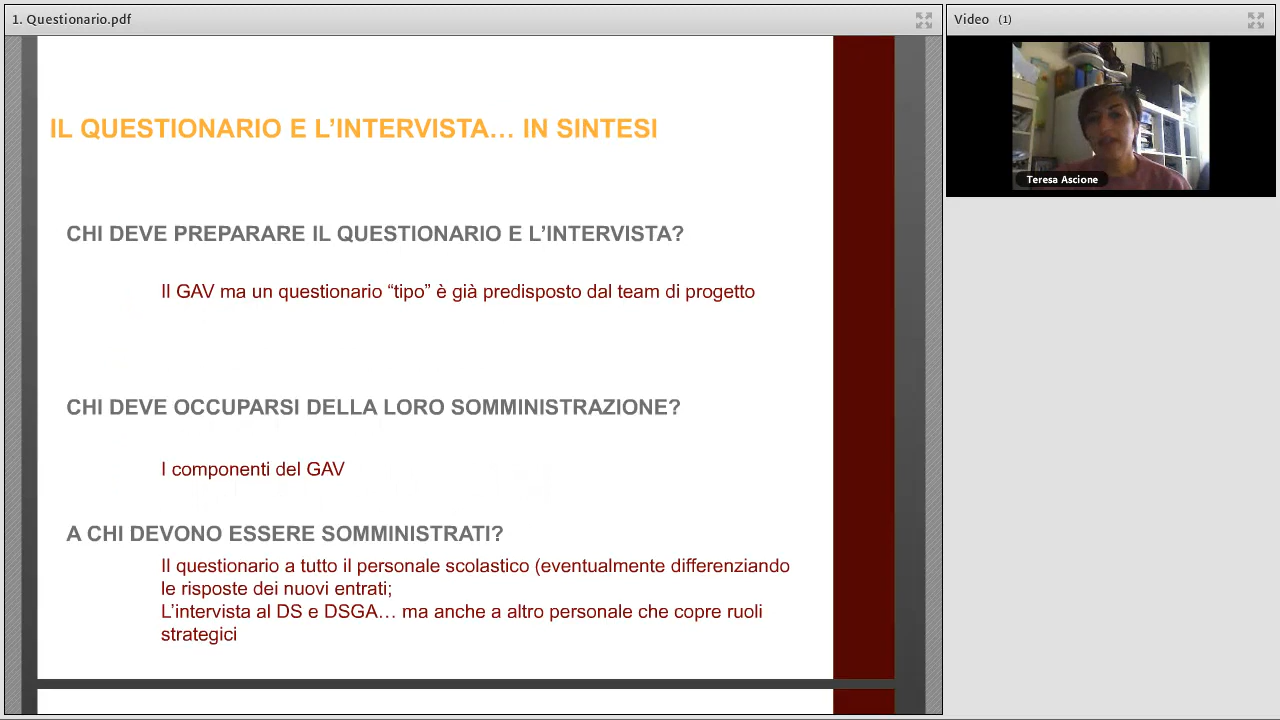 1. Questionario.pdf
Video (1)
Teresa Ascione
IL QUESTIONARIO E L’INTERVISTA… IN SINTESI
CHI DEVE PREPARARE IL QUESTIONARIO E L’INTERVISTA?
Il GAV ma un questionario “tipo” è già predisposto dal team di progetto
CHI DEVE OCCUPARSI DELLA LORO SOMMINISTRAZIONE?
I componenti del GAV
A CHI DEVONO ESSERE SOMMINISTRATI?
Il questionario a tutto il personale scolastico (eventualmente differenziando
le risposte dei nuovi entrati;
L’intervista al DS e DSGA… ma anche a altro personale che copre ruoli
strategici